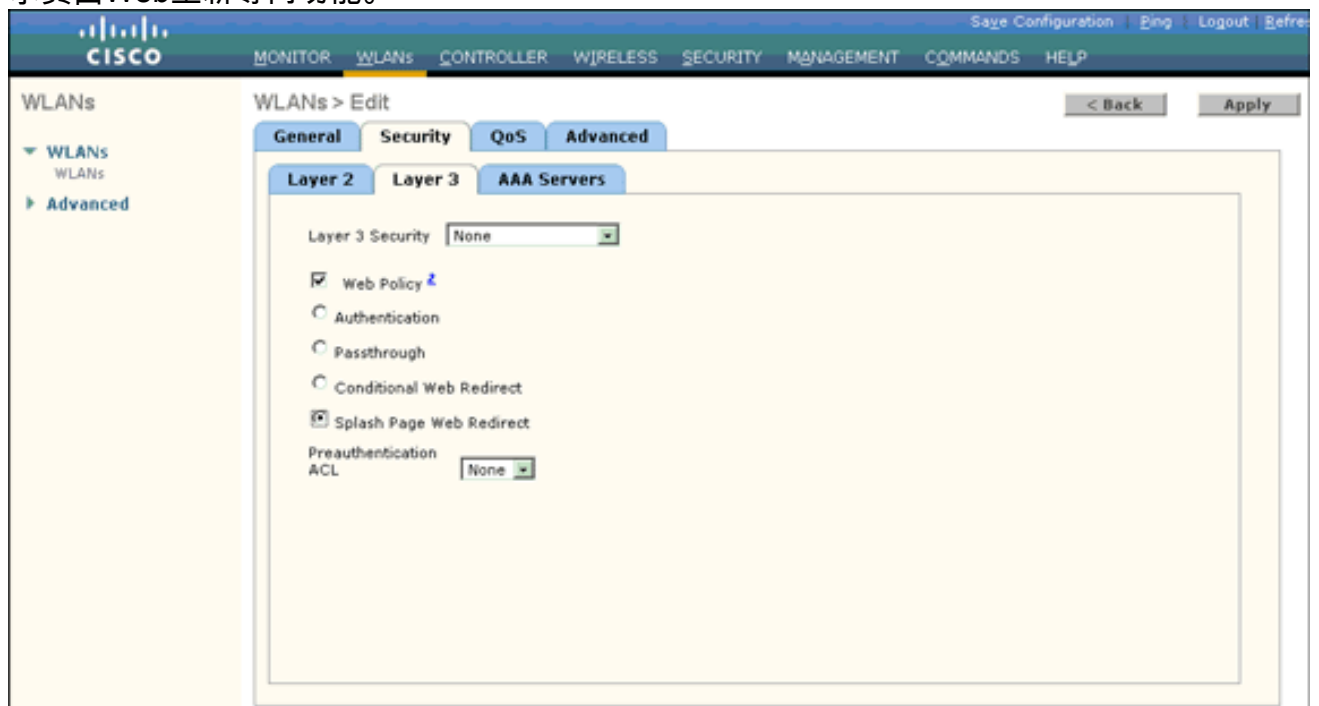 Save Configuration | Ping | Logout | Refre
CISCO
MONITOR WLANs CONTROLLER WIRELESS SECURITY MANAGEMENT COMMANDS HELP
WLANs
WLANs > Edit
< Back
Apply
General
Security
QoS
Advanced
WLANs
WLANs
Advanced
Layer 2
Layer 3
AAA Servers
Layer 3 Security None
Web Policy 2
Authentication
Passthrough
Conditional Web Redirect
Splash Page Web Redirect
Preauthentication
ACL None